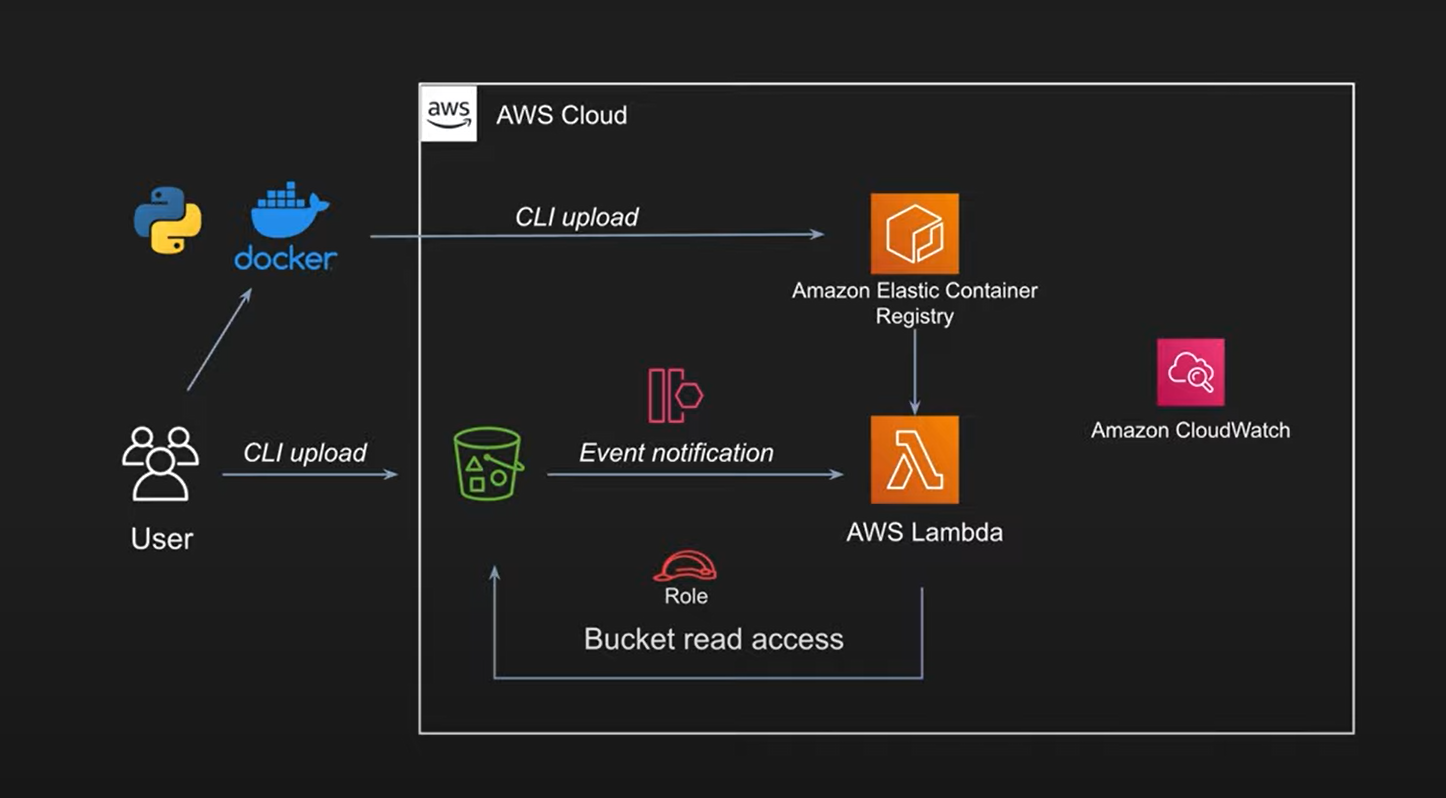 aws
AWS Cloud
CLI upload
docker
Amazon Elastic Container
Registry
Amazon CloudWatch
CLI upload
Event notification
User
AWS Lambda
Role
Bucket read access